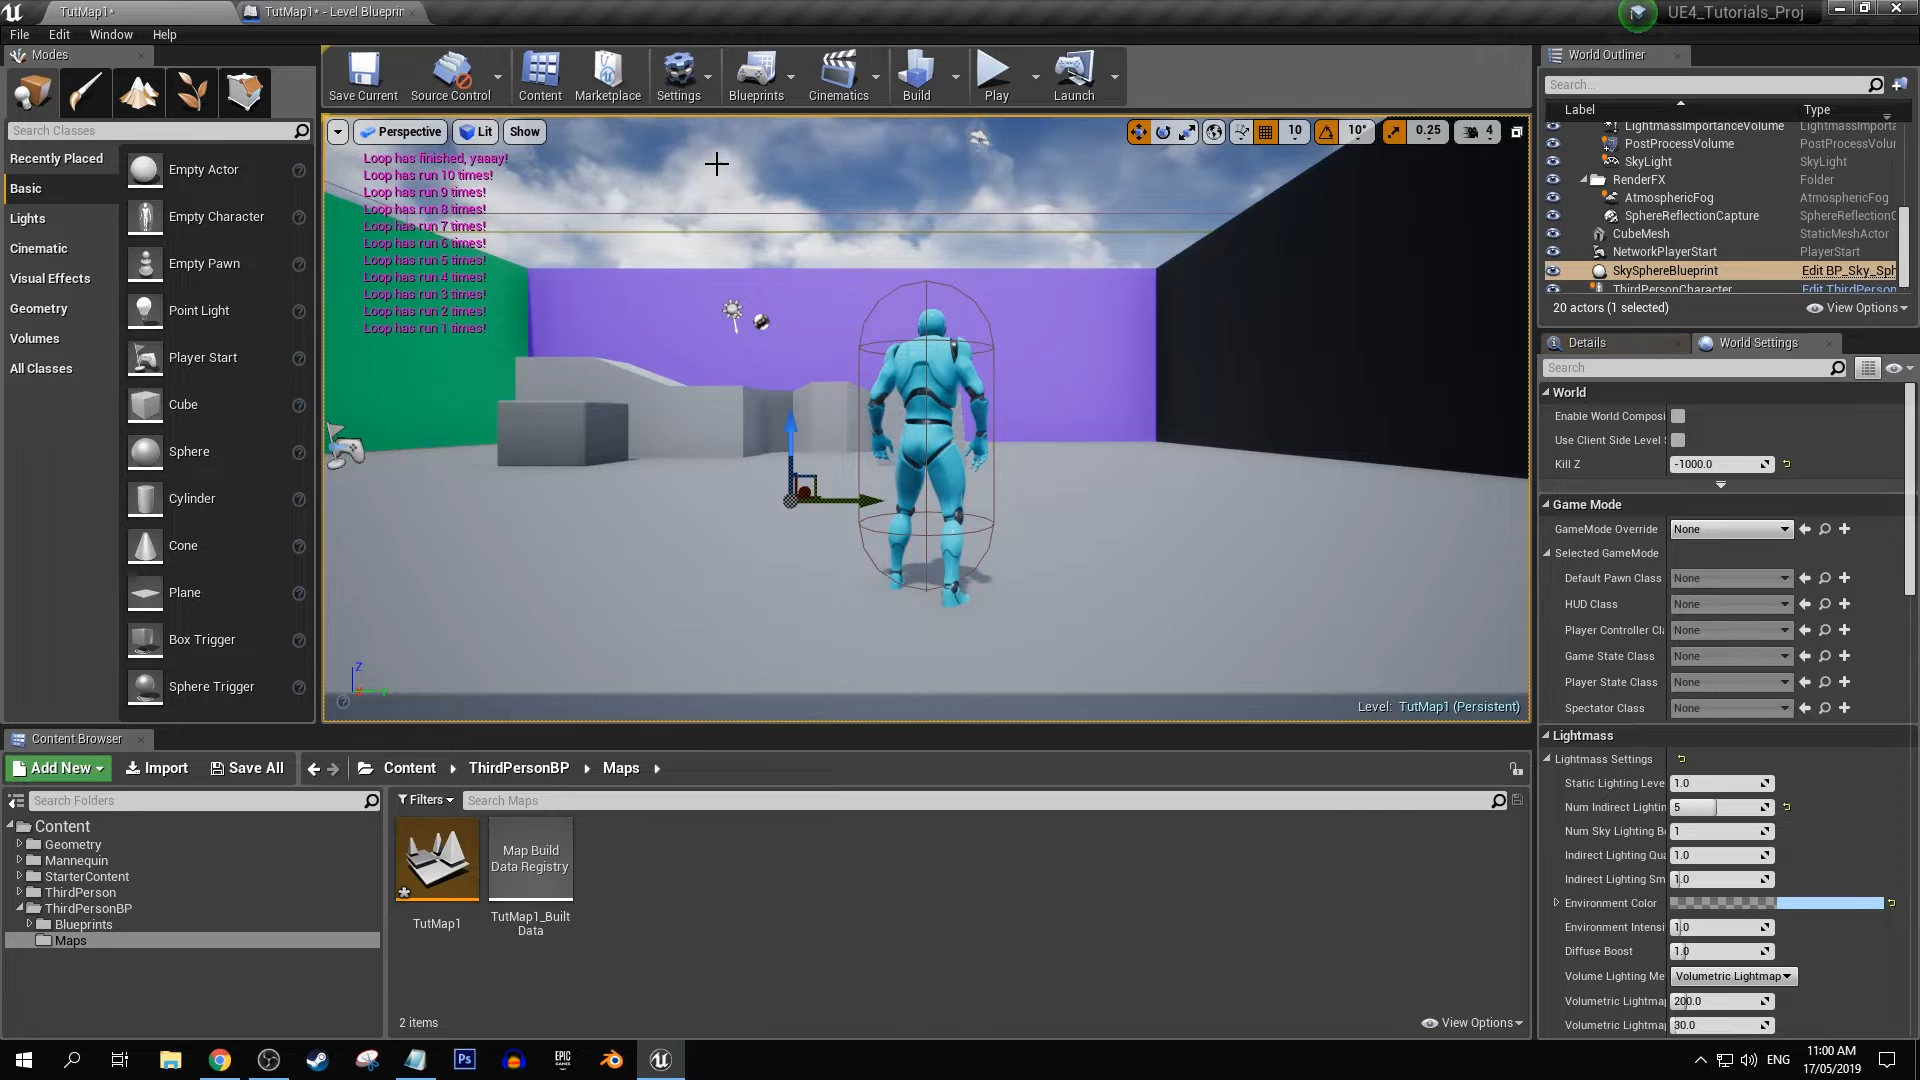 TutMap1*
TutMap1* - Level Blueprin
UE4_Tutorials_Proj
File
Edit
Window
Help
Modes
Save Current
Source Control
Content
Marketplace
Settings
Blueprints
Cinematics
Build
Play
Launch
Search Classes
Recently Placed
Basic
Lights
Cinematic
Visual Effects
Geometry
Volumes
All Classes
Empty Actor
Empty Character
Empty Pawn
Point Light
Player Start
Cube
Sphere
Cylinder
Cone
Plane
Box Trigger
Sphere Trigger
Perspective
Lit
Show
10
10°
0.25
4
Loop has finished, yaaay!
Loop has run 10 times!
Loop has run 9 times!
Loop has run 8 times!
Loop has run 7 times!
Loop has run 6 times!
Loop has run 5 times!
Loop has run 4 times!
Loop has run 3 times!
Loop has run 2 times!
Loop has run 1 times!
Z
Level: TutMap1 (Persistent)
World Outliner
Search...
Label
Type
LightmassImportanceVolume
Lightmass­Importa
PostProcessVolume
PostProcessVolur
SkyLight
SkyLight
RenderFX
Folder
AtmosphericFog
AtmosphericFog
SphereReflectionCapture
SphereReflectionC
CubeMesh
StaticMeshActor
NetworkPlayerStart
PlayerStart
SkySphereBlueprint
Edit BP_Sky_Sph
ThirdPersonCharacter
Edit ThirdPerson
20 actors (1 selected)
View Options
Details
World Settings
Search
World
Enable World Composi
Use Client Side Level
Kill Z
-1000.0
Game Mode
GameMode Override
None
Selected GameMode
Default Pawn Class
None
HUD Class
None
Player Controller Cl
None
Game State Class
None
Player State Class
None
Spectator Class
None
Lightmass
Lightmass Settings
Static Lighting Leve
1.0
Num Indirect Lightin
5
Num Sky Lighting B
1
Indirect Lighting Qua
1.0
Indirect Lighting Sm
1.0
Environment Color
Environment Intensi
1.0
Diffuse Boost
1.0
Volume Lighting Me
Volumetric Lightmap
Volumetric Lightma
200.0
Volumetric Lightma
30.0
Content Browser
Add New
Import
Save All
Content
ThirdPersonBP
Maps
Search Folders
Filters
Search Maps
Content
Geometry
Mannequin
StarterContent
ThirdPerson
ThirdPersonBP
Blueprints
Maps
Map Build
Data Registry
TutMap1
TutMap1_Built
Data
2 items
View Options
Ps
EPIC
GAMES
ENG
11:00 AM
17/05/2019